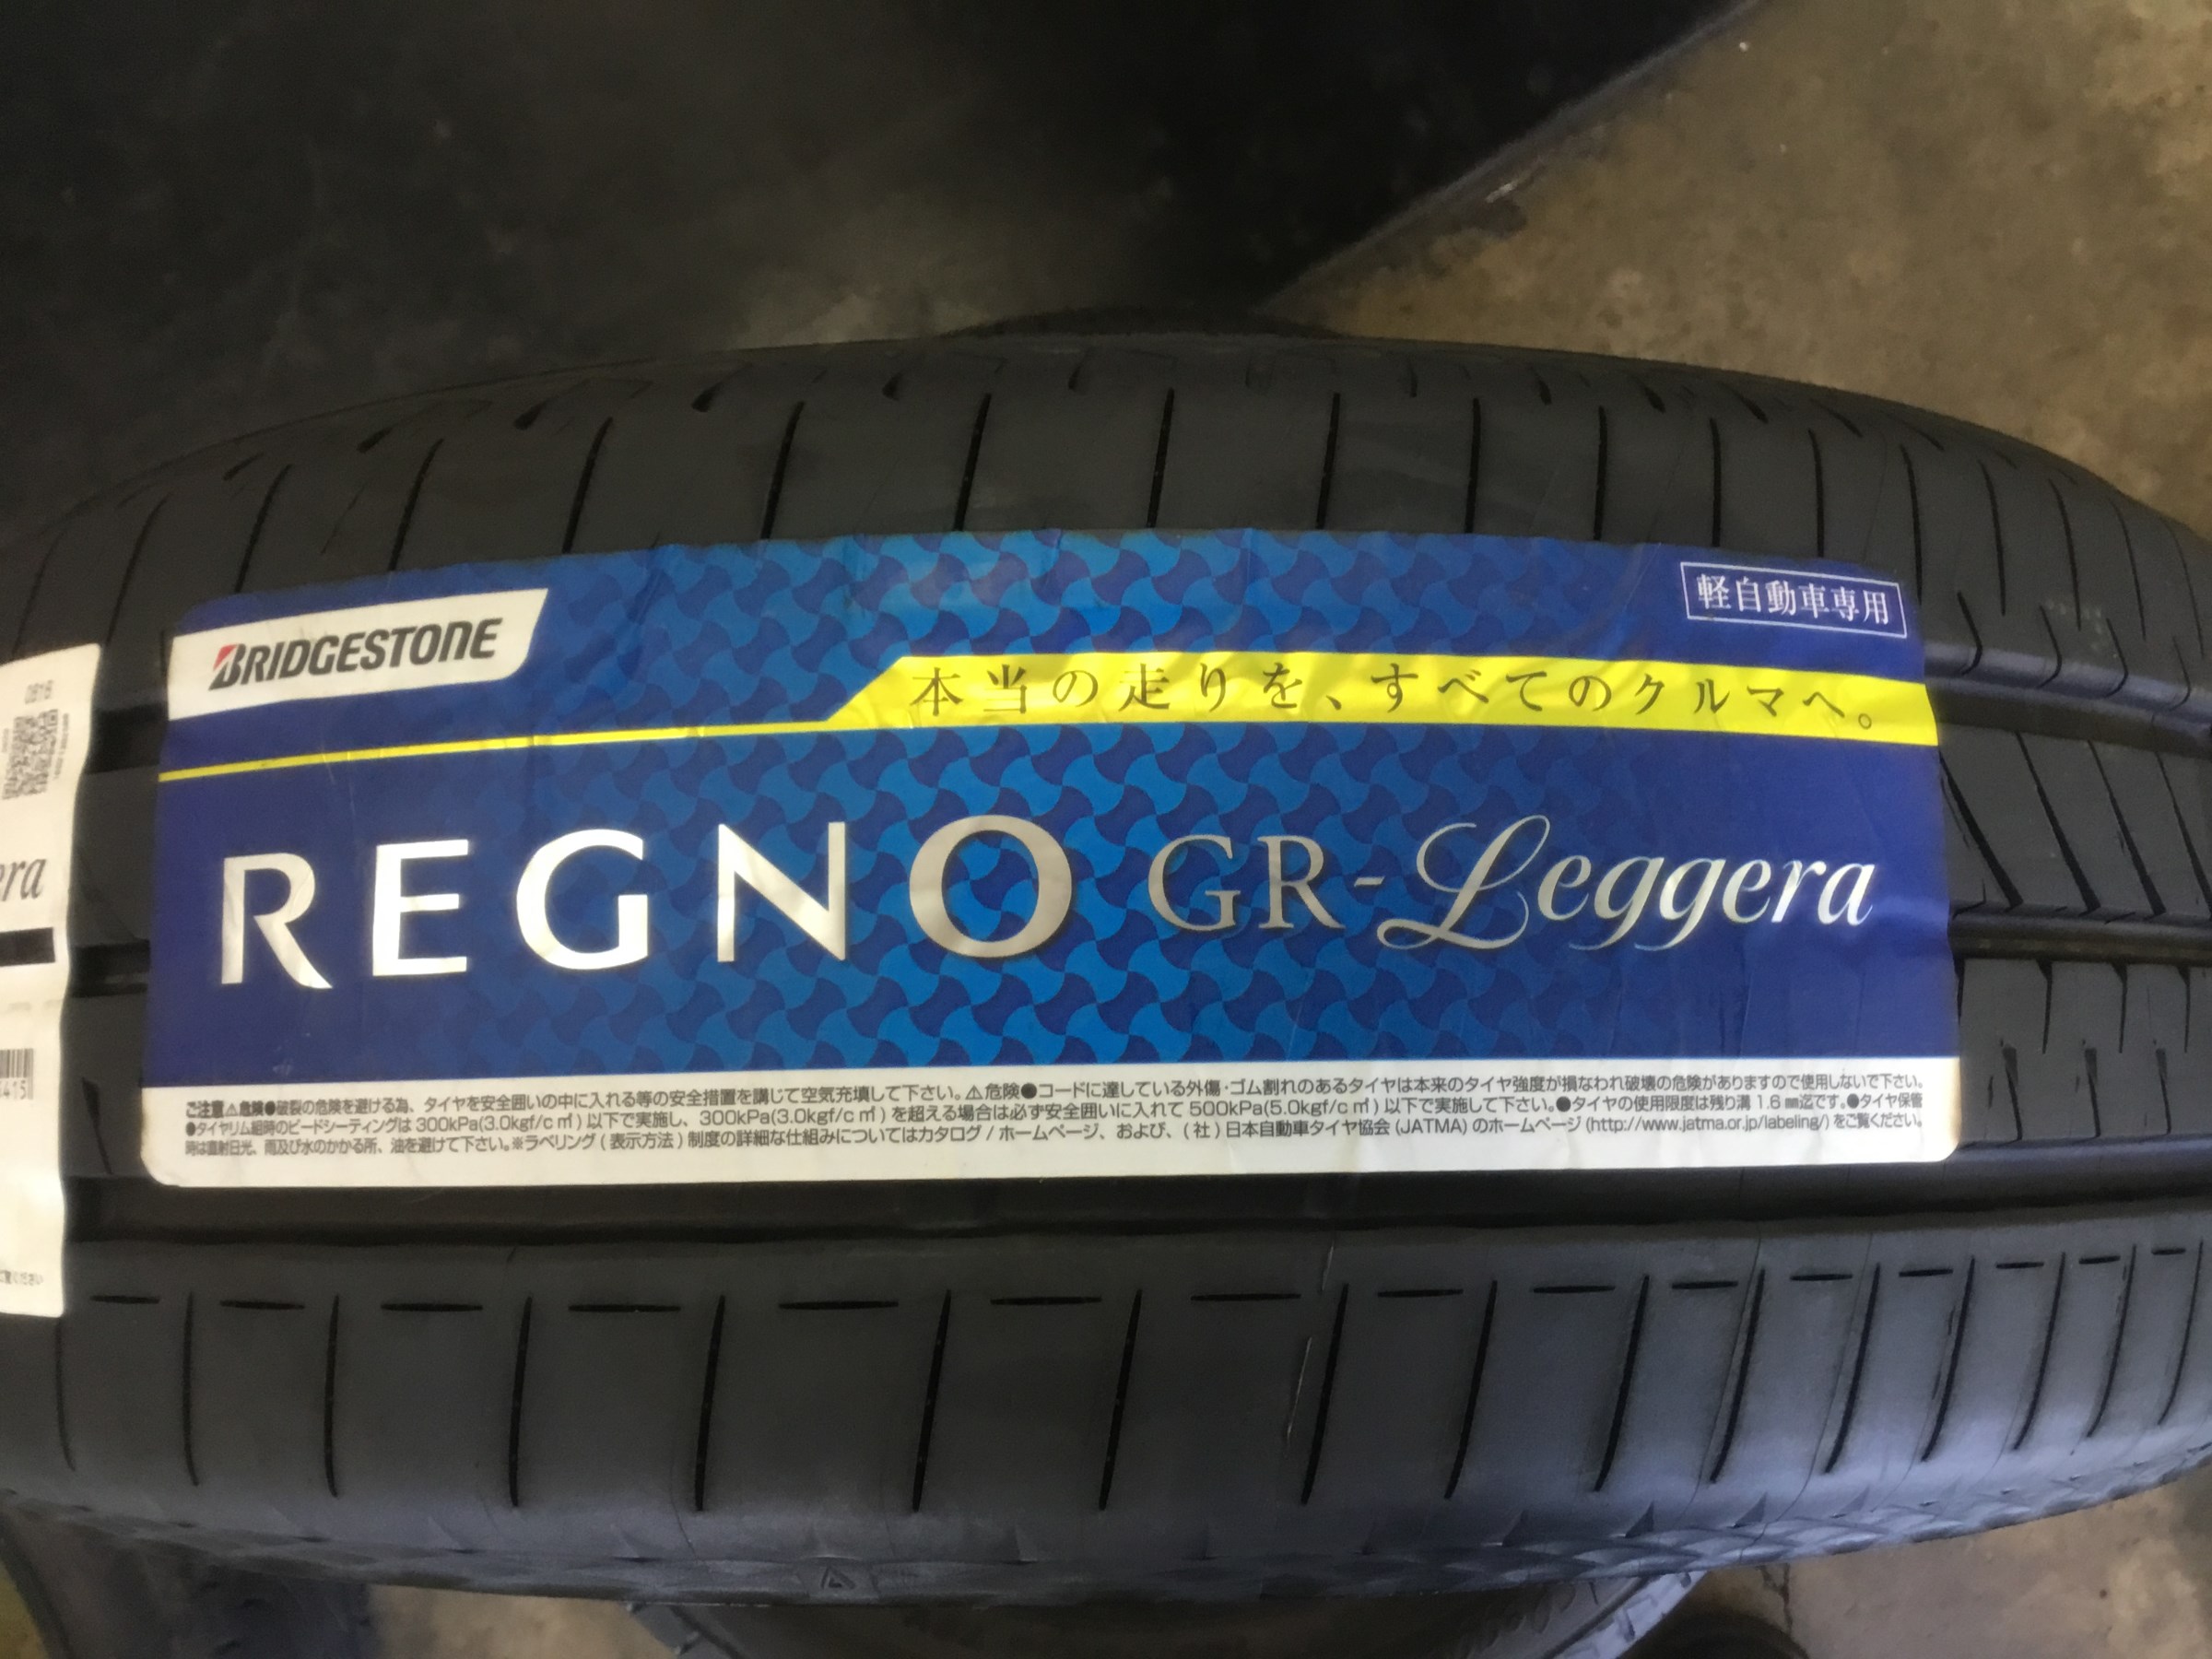 BRIDGESTONE
軽自動車専用
本当の走りを、すべてのクルマへ。
REGNO GR-Leggera
ご注意⚠危険●破裂の危険を避ける為、タイヤを安全囲いの中に入れる等の安全措置を講じて空気充填して下さい。⚠危険●コードに達している外傷・ゴム割れのあるタイヤは本来のタイヤ強度が損なわれ破壊の危険がありますので使用しないで下さい。
●タイヤリム組時のビードシーティングは300kPa(3.0kgf/c㎡)以下で実施し、300kPa(3.0kgf/c㎡)を超える場合は必ず安全囲いに入れて500kPa(5.0kgf/c㎡)以下で実施して下さい。●タイヤの使用限度は残り溝1.6㎜迄です。●タイヤ保管
時は直射日光、雨及び水のかかる所、油を避けて下さい。※ラベリング(表示方法)制度の詳細な仕組みについてはカタログ/ホームページ、および、(社)日本自動車タイヤ協会(JATMA)のホームページ(http://www.jatma.or.jp/labeling/)をご覧ください。
era
415
ください